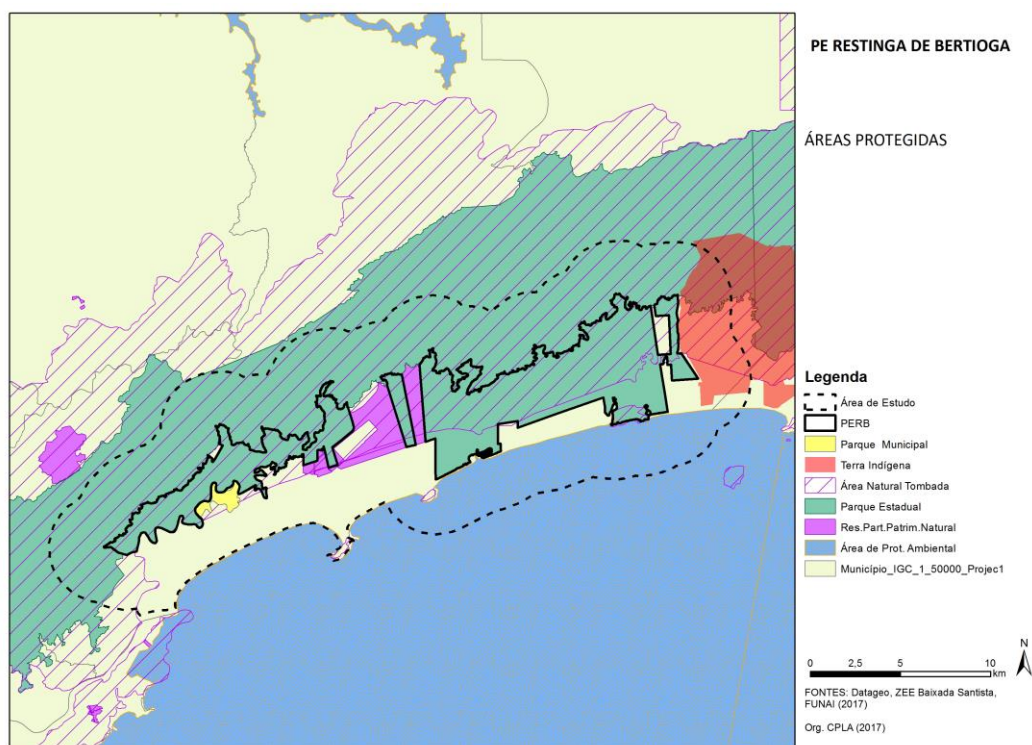 PE RESTINGA DE BERTIOGA
ÁREAS PROTEGIDAS
Legenda
Área de Estudo
PERB
Parque Municipal
Terra Indígena
Área Natural Tombada
Parque Estadual
Res.Part.Patrim.Natural
Área de Prot. Ambiental
Município_IGC_1_50000_Projec1
0 2,5 5 10
km
N
FONTES: Datageo, ZEE Baixada Santista,
FUNAI (2017)
Org. CPLA (2017)